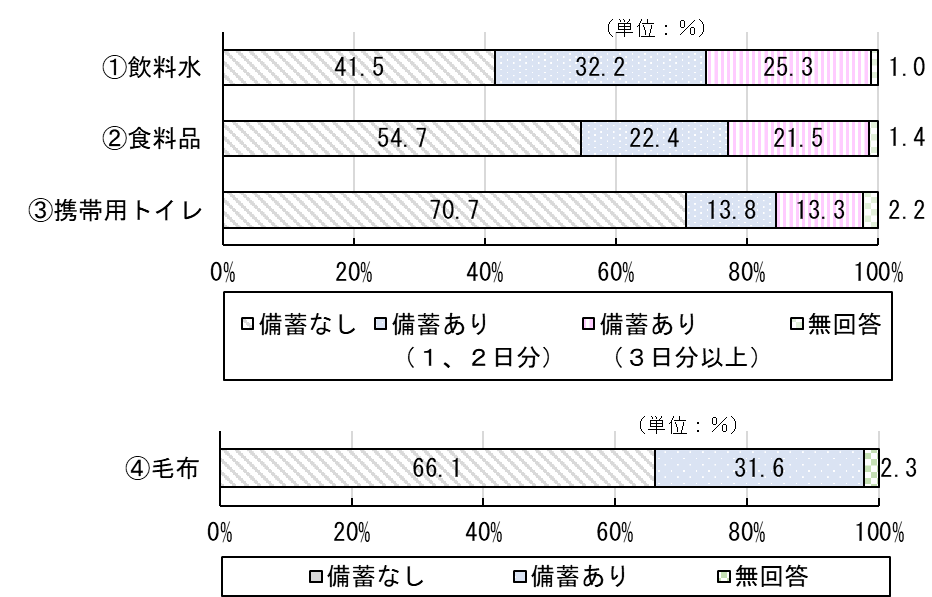 （単位：％）
①飲料水 41.5 32.2 25.3 1.0
②食料品 54.7 22.4 21.5 1.4
③携帯用トイレ 70.7 13.8 13.3 2.2
0% 20% 40% 60% 80% 100%
備蓄なし 備蓄あり 備蓄あり 無回答
（１、２日分） （３日分以上）
（単位：％）
④毛布 66.1 31.6 2.3
0% 20% 40% 60% 80% 100%
備蓄なし 備蓄あり 無回答